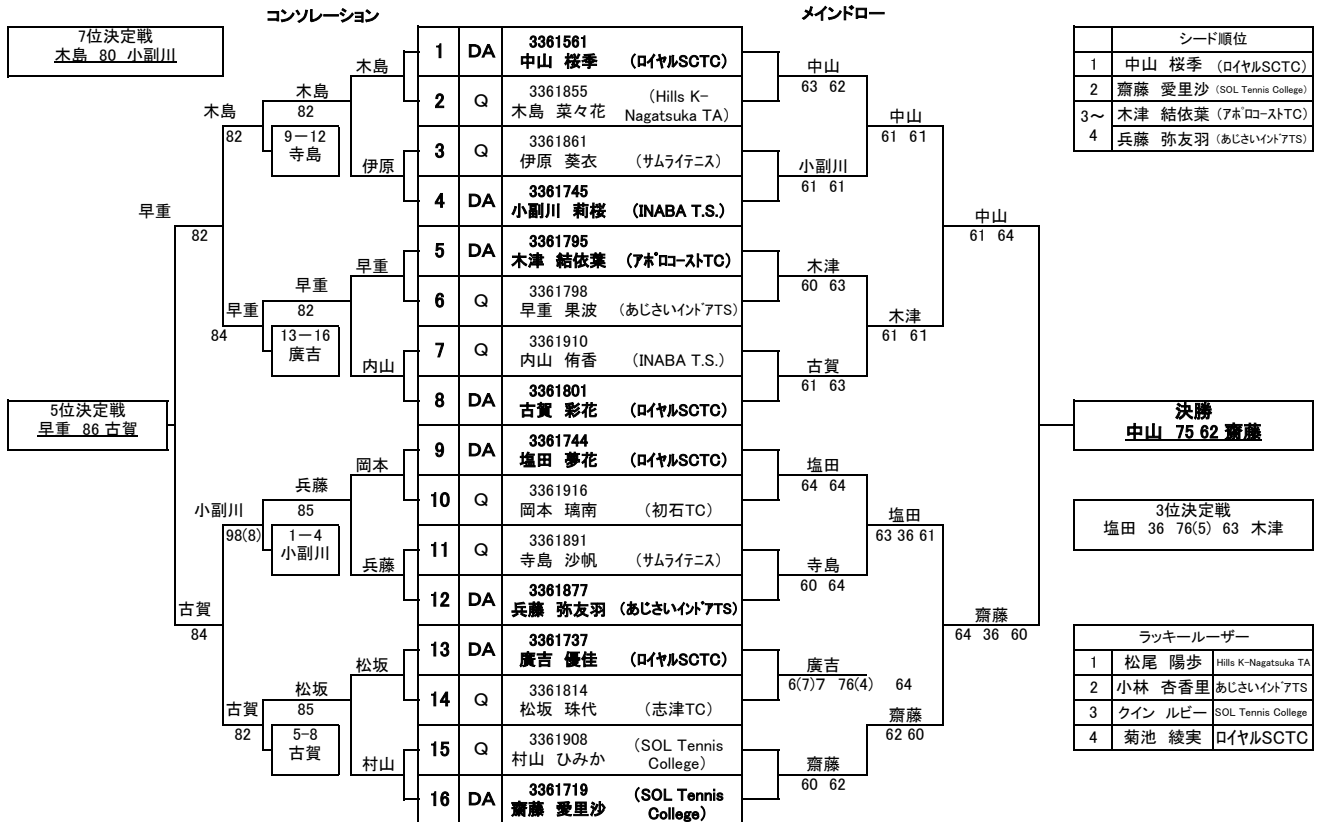 コンソレーション
メインドロー
7位決定戦
木島 80 小副川
シード順位
1 中山 桜季 (ロイヤルSCTC)
2 齋藤 愛里沙 (SOL Tennis College)
3～
4
木津 結依葉 (アポロコーストTC)
兵藤 弥友羽 (あじさいインドアTS)
1 DA 3361561
中山 桜季 (ロイヤルSCTC)
2 Q 3361855
木島 菜々花 (Hills K-
Nagatsuka TA)
3 Q 3361861
伊原 葵衣 (サムライテニス)
4 DA 3361745
小副川 莉桜 (INABA T.S.)
5 DA 3361795
木津 結依葉 (アポロコーストTC)
6 Q 3361798
早重 果波 (あじさいインドアTS)
7 Q 3361910
内山 侑香 (INABA T.S.)
8 DA 3361801
古賀 彩花 (ロイヤルSCTC)
9 DA 3361744
塩田 夢花 (ロイヤルSCTC)
10 Q 3361916
岡本 璃南 (初石TC)
11 Q 3361891
寺島 沙帆 (サムライテニス)
12 DA 3361877
兵藤 弥友羽 (あじさいインドアTS)
13 DA 3361737
廣吉 優佳 (ロイヤルSCTC)
14 Q 3361814
松坂 珠代 (志津TC)
15 Q 3361908
村山 ひみか (SOL Tennis
College)
16 DA 3361719
齋藤 愛里沙 (SOL Tennis
College)
木島
伊原
早重
内山
岡本
兵藤
松坂
村山
木島
82
9－12
寺島
早重
82
13－16
廣吉
兵藤
85
1－4
小副川
松坂
85
5-8
古賀
木島
82
早重
84
小副川
98(8)
古賀
82
早重
82
古賀
84
5位決定戦
早重 86 古賀
中山
63 62
小副川
61 61
木津
60 63
古賀
61 63
塩田
64 64
寺島
60 64
廣吉
6(7)7 76(4) 64
齋藤
60 62
中山
61 61
木津
61 61
塩田
63 36 61
齋藤
62 60
中山
61 64
齋藤
64 36 60
決勝
中山 75 62 齋藤
3位決定戦
塩田 36 76(5) 63 木津
ラッキールーザー
1 松尾 陽歩 Hills K-Nagatsuka TA
2 小林 杏香里 あじさいインドアTS
3 クイン ルビー SOL Tennis College
4 菊池 綾実 ロイヤルSCTC